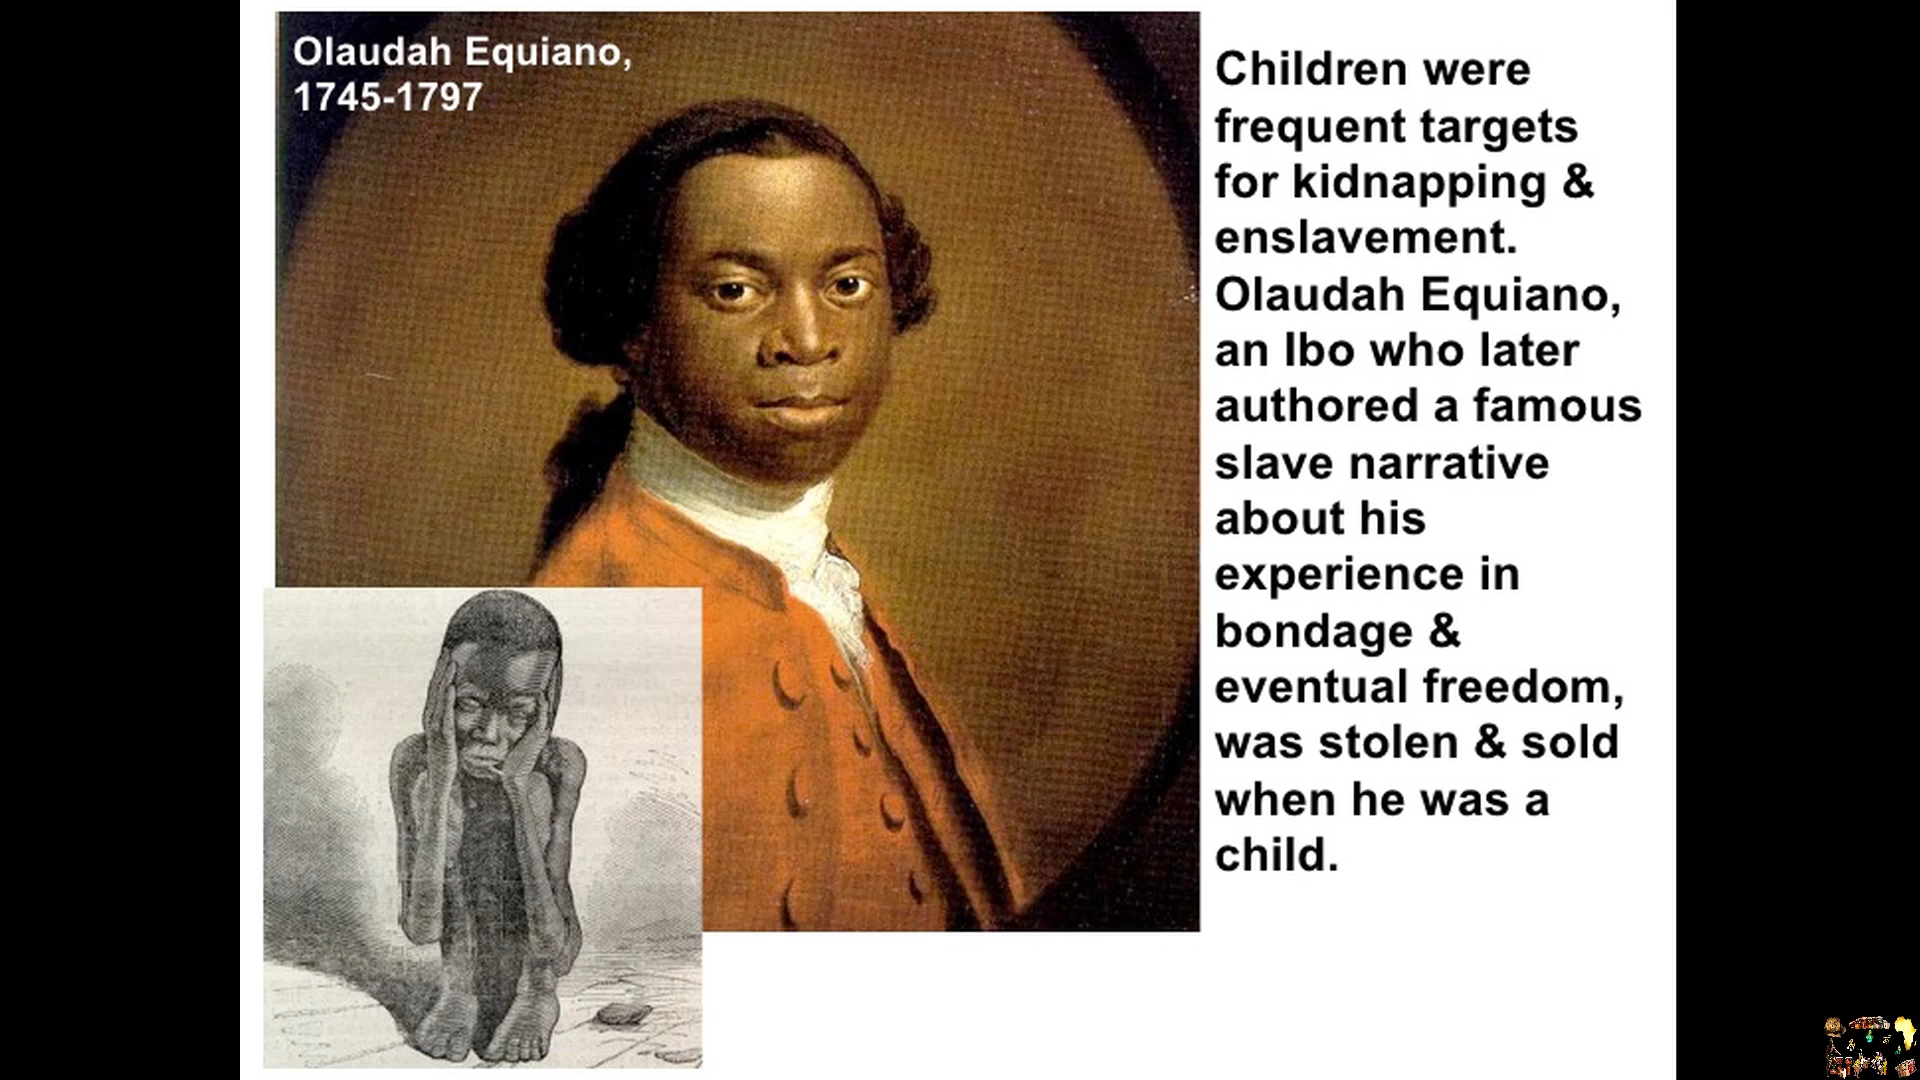 Olaudah Equiano,
1745-1797
Children were
frequent targets
for kidnapping &
enslavement.
Olaudah Equiano,
an Ibo who later
authored a famous
slave narrative
about his
experience in
bondage &
eventual freedom,
was stolen & sold
when he was a
child.